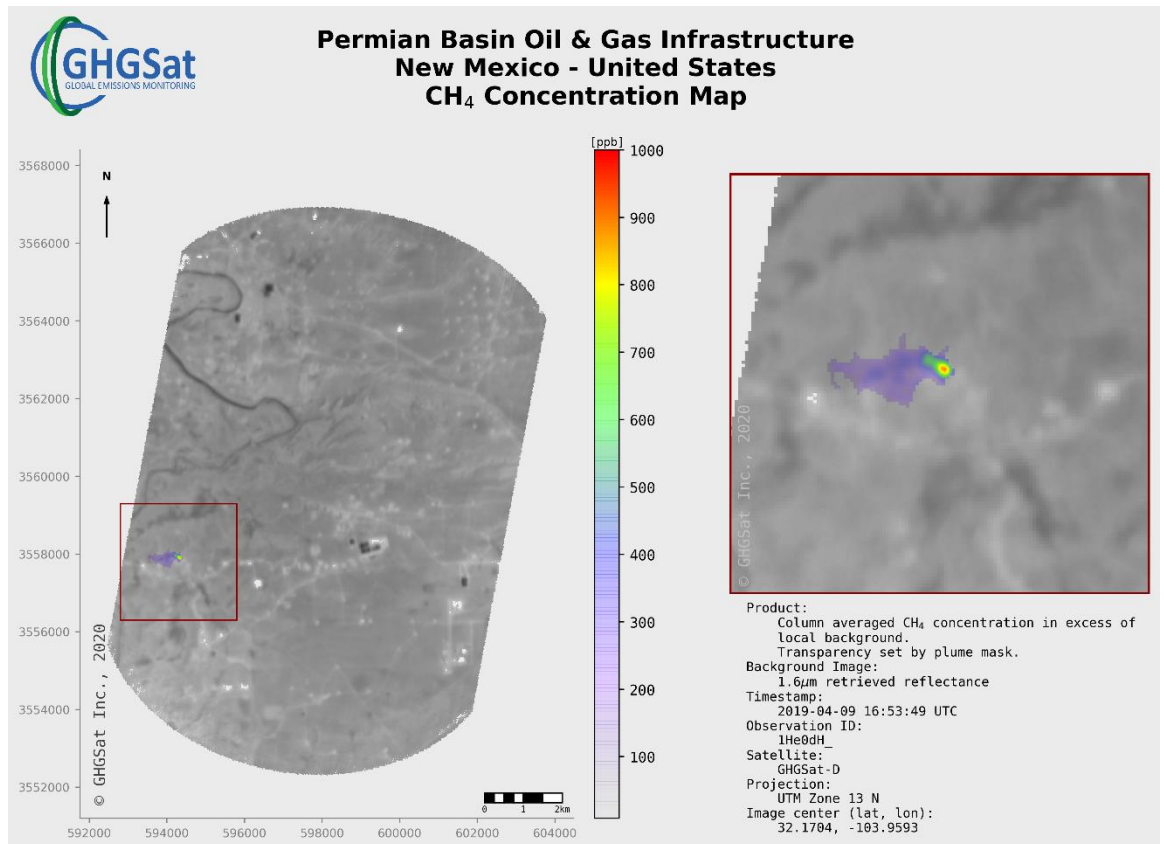 GHGSat
GLOBAL EMISSIONS MONITORING
Permian Basin Oil & Gas Infrastructure
New Mexico - United States
CH₄ Concentration Map
3568000
3566000
3564000
3562000
3560000
3558000
3556000
3554000
3552000
N
© GHGSat Inc., 2020
0 1 2km
592000 594000 596000 598000 600000 602000 604000
[ppb]
1000
900
800
700
600
500
400
300
200
100
© GHGSat Inc., 2020
Product:
Column averaged CH₄ concentration in excess of
local background.
Transparency set by plume mask.
Background Image:
1.6μm retrieved reflectance
Timestamp:
2019-04-09 16:53:49 UTC
Observation ID:
1He0dH_
Satellite:
GHGSat-D
Projection:
UTM Zone 13 N
Image center (lat, lon):
32.1704, -103.9593